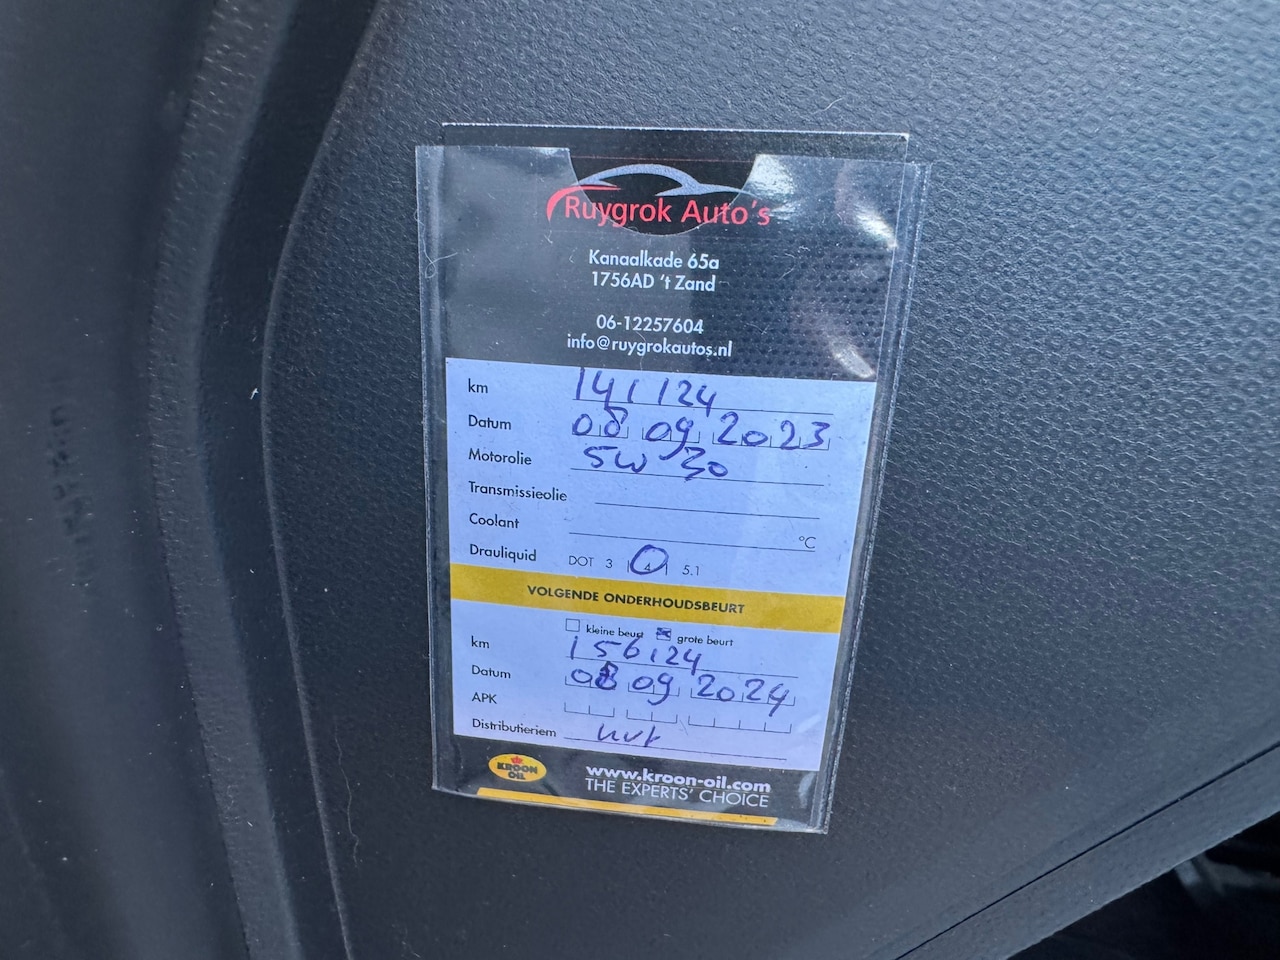 Ruygrok Auto's
Kanaalkade 65a
1756AD 't Zand
06-12257604
info@ruygrokautos.nl
km 141124
Datum 08 09 2023
Motorolie 5W 30
Transmissieolie
Coolant °C
Drauliquid DOT 3 4 5.1
VOLGENDE ONDERHOUDSBEURT
kleine beurt grote beurt
km 156124
Datum 08 09 2024
APK
Distributieriem nvt
KROON OIL www.kroon-oil.com
THE EXPERTS' CHOICE